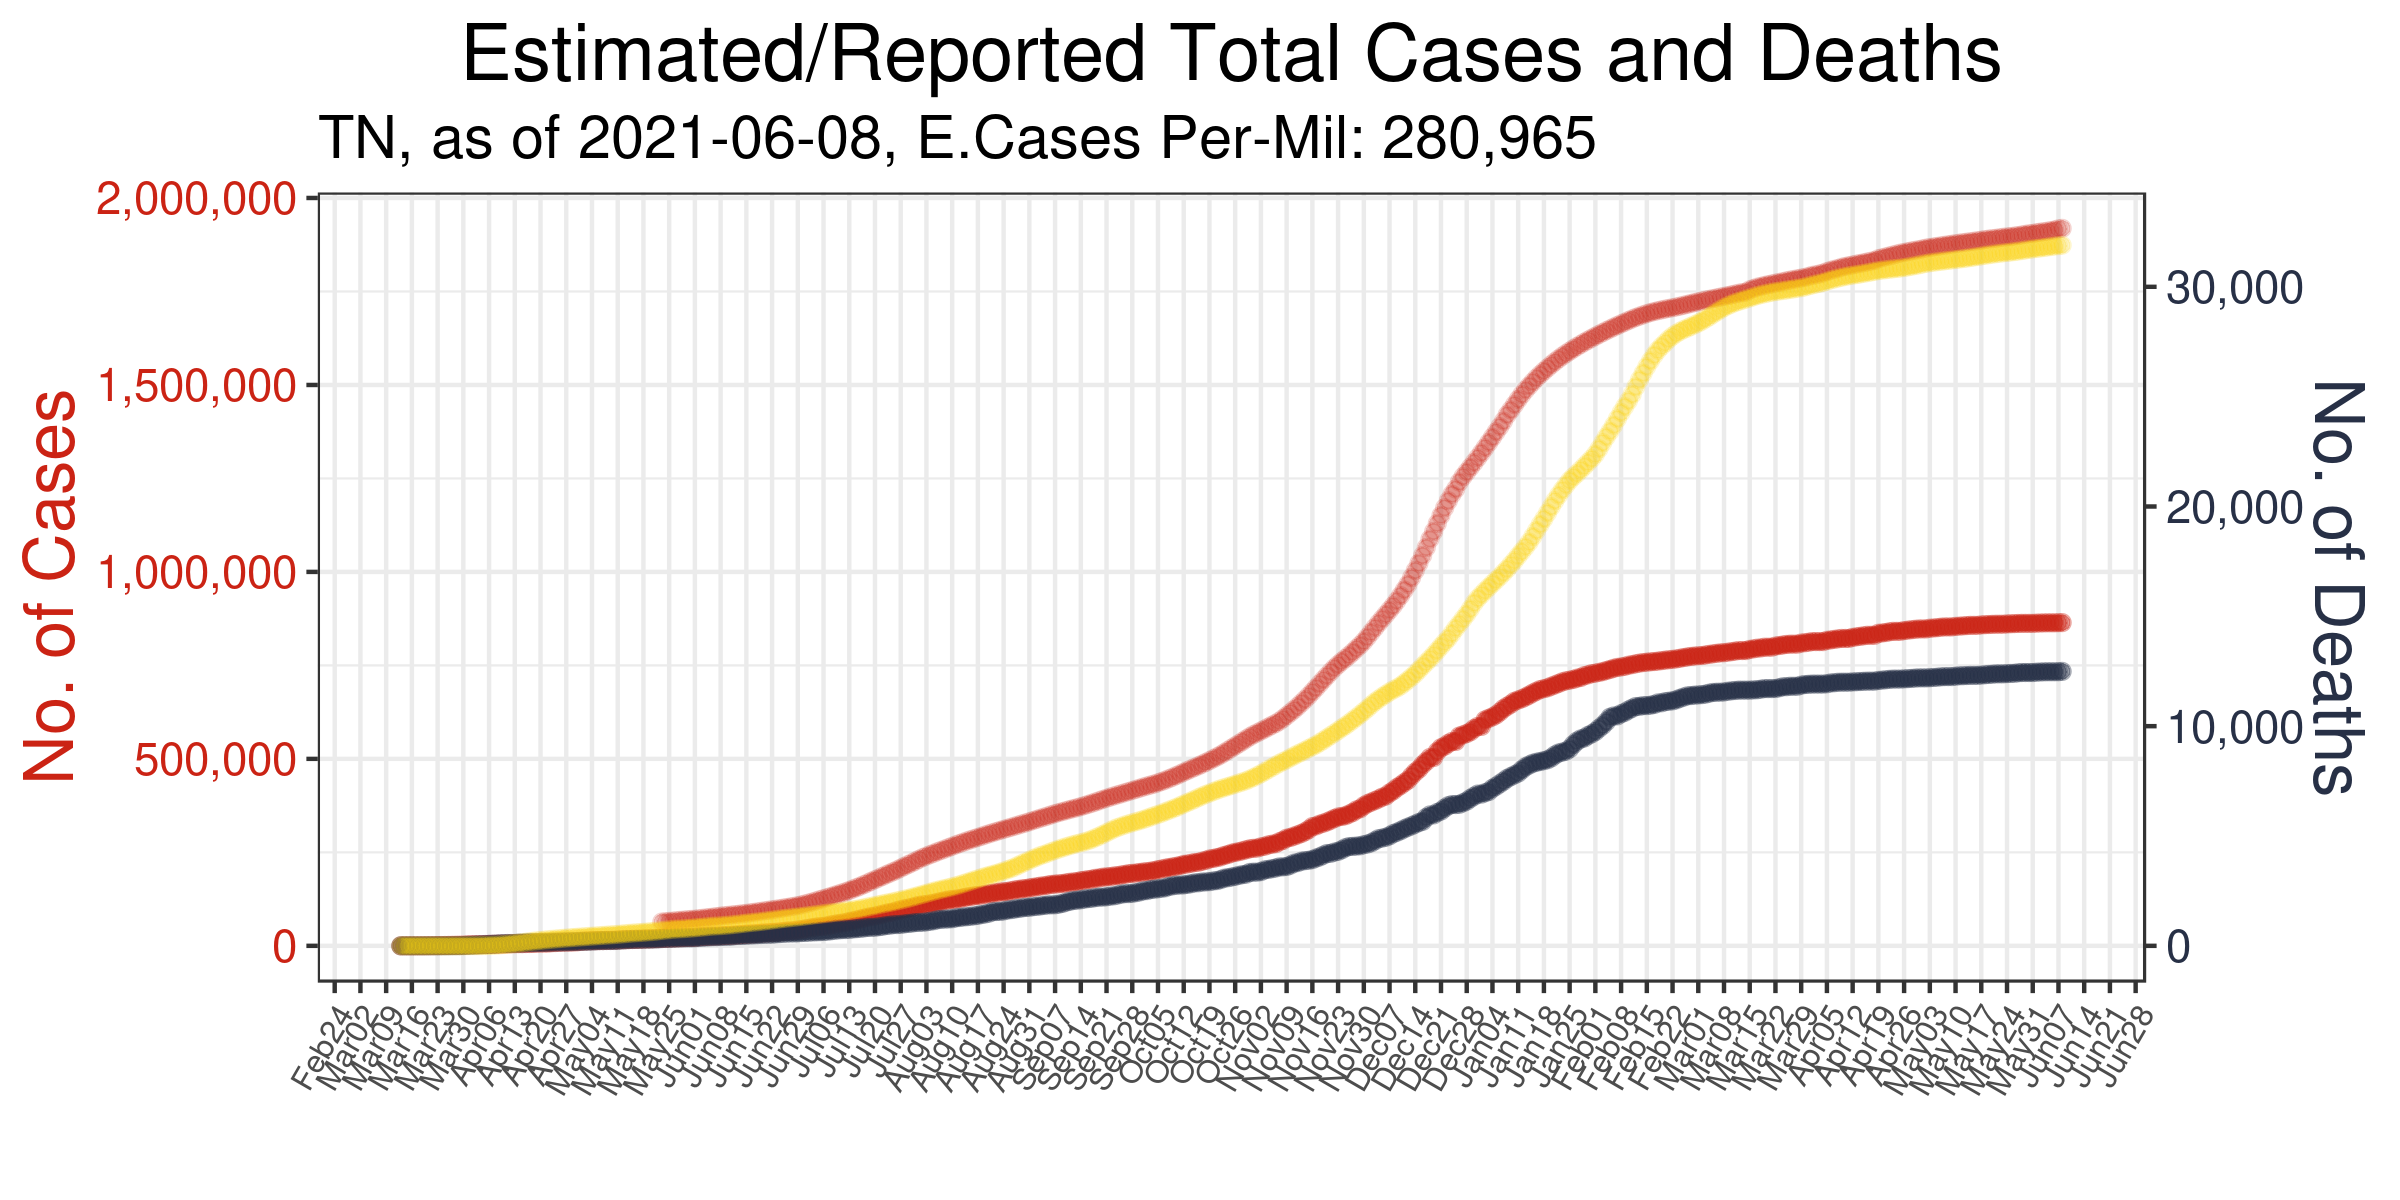 Estimated/Reported Total Cases and Deaths
TN, as of 2021-06-08, E.Cases Per-Mil: 280,965
No. of Cases
2,000,000
1,500,000
1,000,000
500,000
0
No. of Deaths
30,000
20,000
10,000
0
Feb24
Mar02
Mar09
Mar16
Mar23
Mar30
Apr06
Apr13
Apr20
Apr27
May04
May11
May18
May25
Jun01
Jun08
Jun15
Jun22
Jun29
Jul06
Jul13
Jul20
Jul27
Aug03
Aug10
Aug17
Aug24
Aug31
Sep07
Sep14
Sep21
Sep28
Oct05
Oct12
Oct19
Oct26
Nov02
Nov09
Nov16
Nov23
Nov30
Dec07
Dec14
Dec21
Dec28
Jan04
Jan11
Jan18
Jan25
Feb01
Feb08
Feb15
Feb22
Mar01
Mar08
Mar15
Mar22
Mar29
Apr05
Apr12
Apr19
Apr26
May03
May10
May17
May24
May31
Jun07
Jun14
Jun21
Jun28